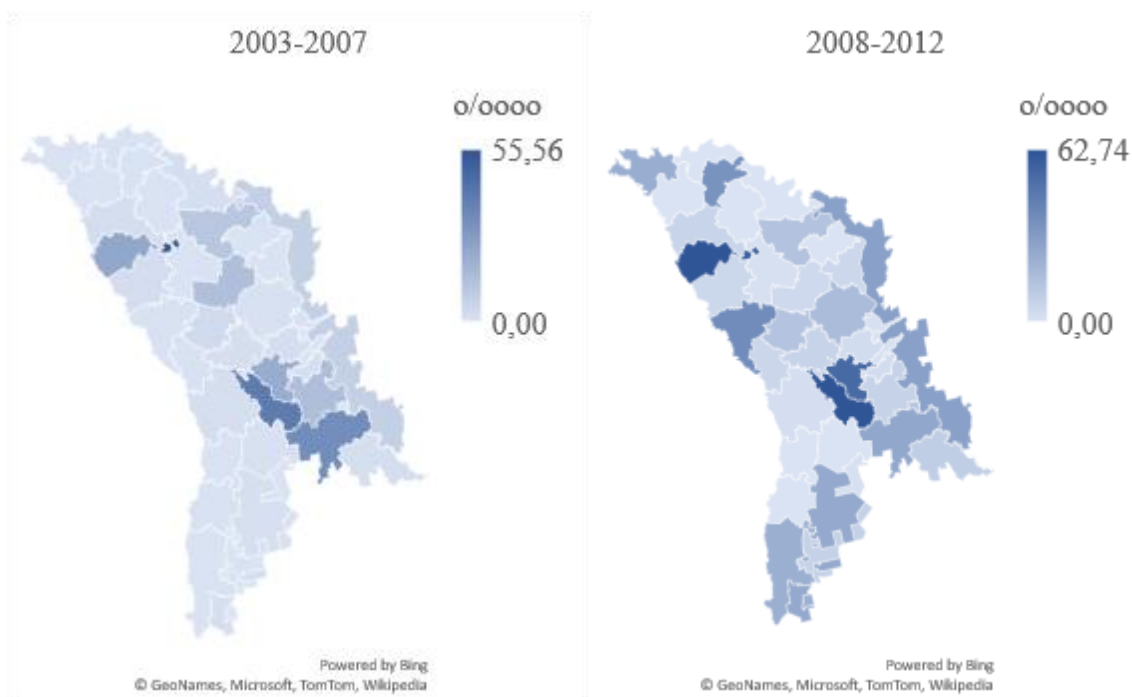 2003-2007
o/oooo
55,56
0,00
Powered by Bing
© GeoNames, Microsoft, TomTom, Wikipedia
2008-2012
o/oooo
62,74
0,00
Powered by Bing
© GeoNames, Microsoft, TomTom, Wikipedia